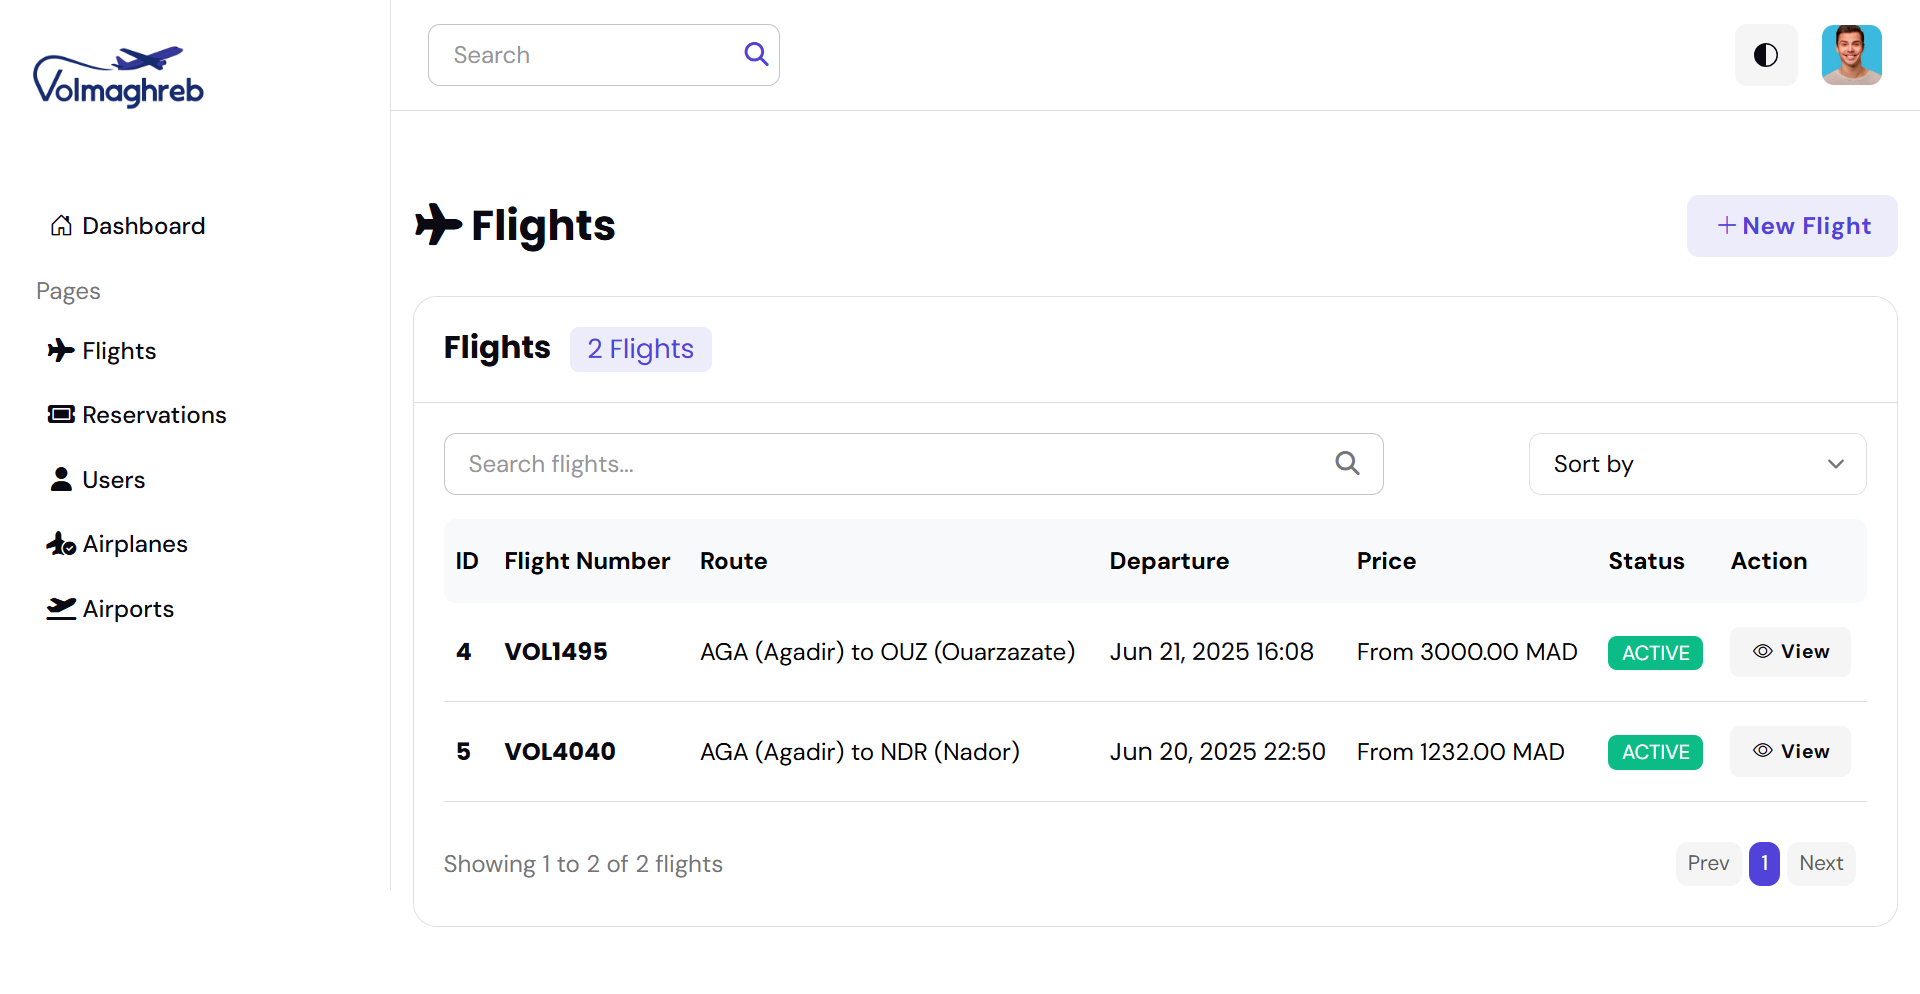 Volmaghreb
Search
Dashboard
Pages
Flights
Reservations
Users
Airplanes
Airports
Flights
New Flight
Flights 2 Flights
Search flights...
Sort by
ID Flight Number Route Departure Price Status Action
4 VOL1495 AGA (Agadir) to OUZ (Ouarzazate) Jun 21, 2025 16:08 From 3000.00 MAD ACTIVE View
5 VOL4040 AGA (Agadir) to NDR (Nador) Jun 20, 2025 22:50 From 1232.00 MAD ACTIVE View
Showing 1 to 2 of 2 flights
Prev 1 Next